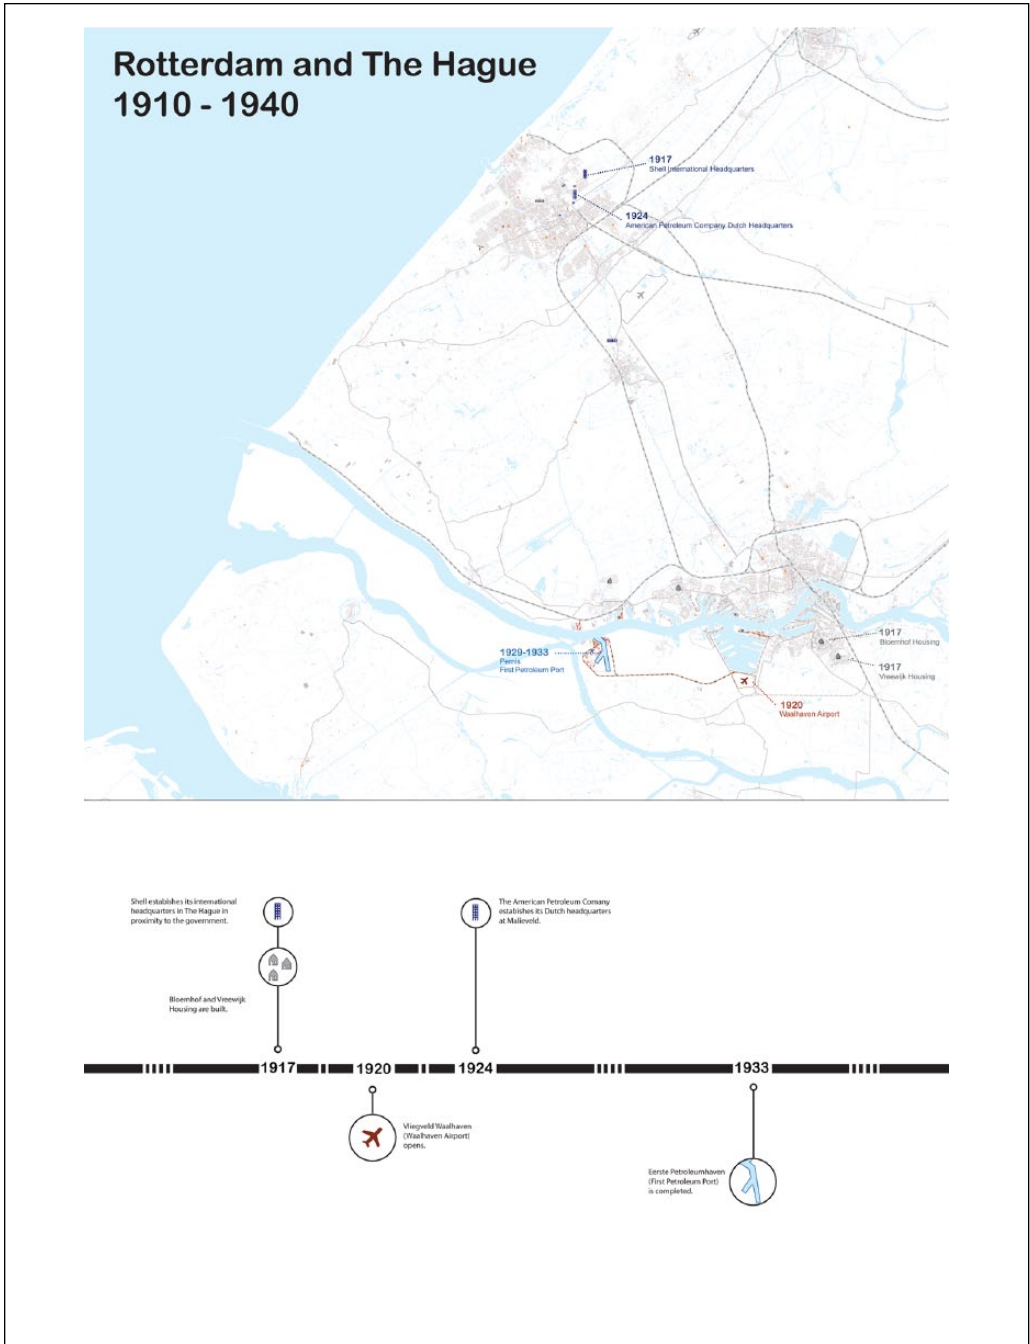 Rotterdam and The Hague
1910 - 1940
1917
Shell International Headquarters
1924
American Petroleum Company Dutch Headquarters
1917
Bloemhof Housing
1929-1933
Pernis
First Petroleum Port
1917
Vreewijk Housing
1920
Waalhaven Airport
Shell estabishes its international
headquarters in The Hague in
proximity to the government.
The American Petroleum Comany
estabishes its Dutch headquarters
at Malieveld.
Bloemhof and Vreewijk
Housing are built.
1917
1920
1924
1933
Vliegveld Waalhaven
(Waalhaven Airport)
opens.
Eerste Petroleumhaven
(First Petroleum Port)
is completed.